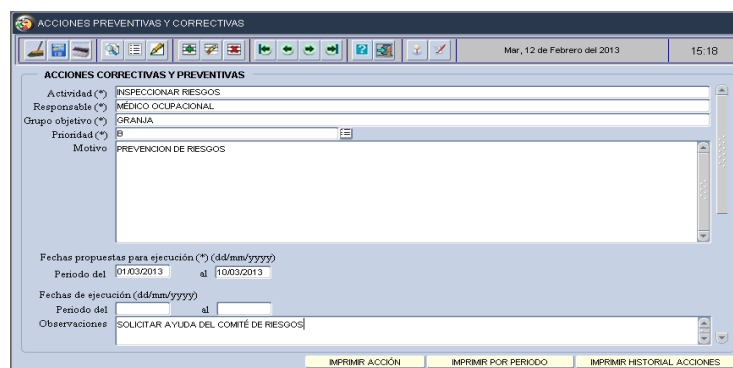 ACCIONES PREVENTIVAS Y CORRECTIVAS
Mar, 12 de Febrero del 2013 15:18
ACCIONES CORRECTIVAS Y PREVENTIVAS
Actividad (*) INSPECCIONAR RIESGOS
Responsable (*) MÉDICO OCUPACIONAL
Grupo objetivo (*) GRANJA
Prioridad (*) B
Motivo PREVENCION DE RIESGOS
Fechas propuestas para ejecución (*) (dd/mm/yyyy)
Periodo del 01/03/2013 al 10/03/2013
Fechas de ejecución (dd/mm/yyyy)
Periodo del al
Observaciones SOLICITAR AYUDA DEL COMITÉ DE RIESGOS
IMPRIMIR ACCIÓN IMPRIMIR POR PERIODO IMPRIMIR HISTORIAL ACCIONES